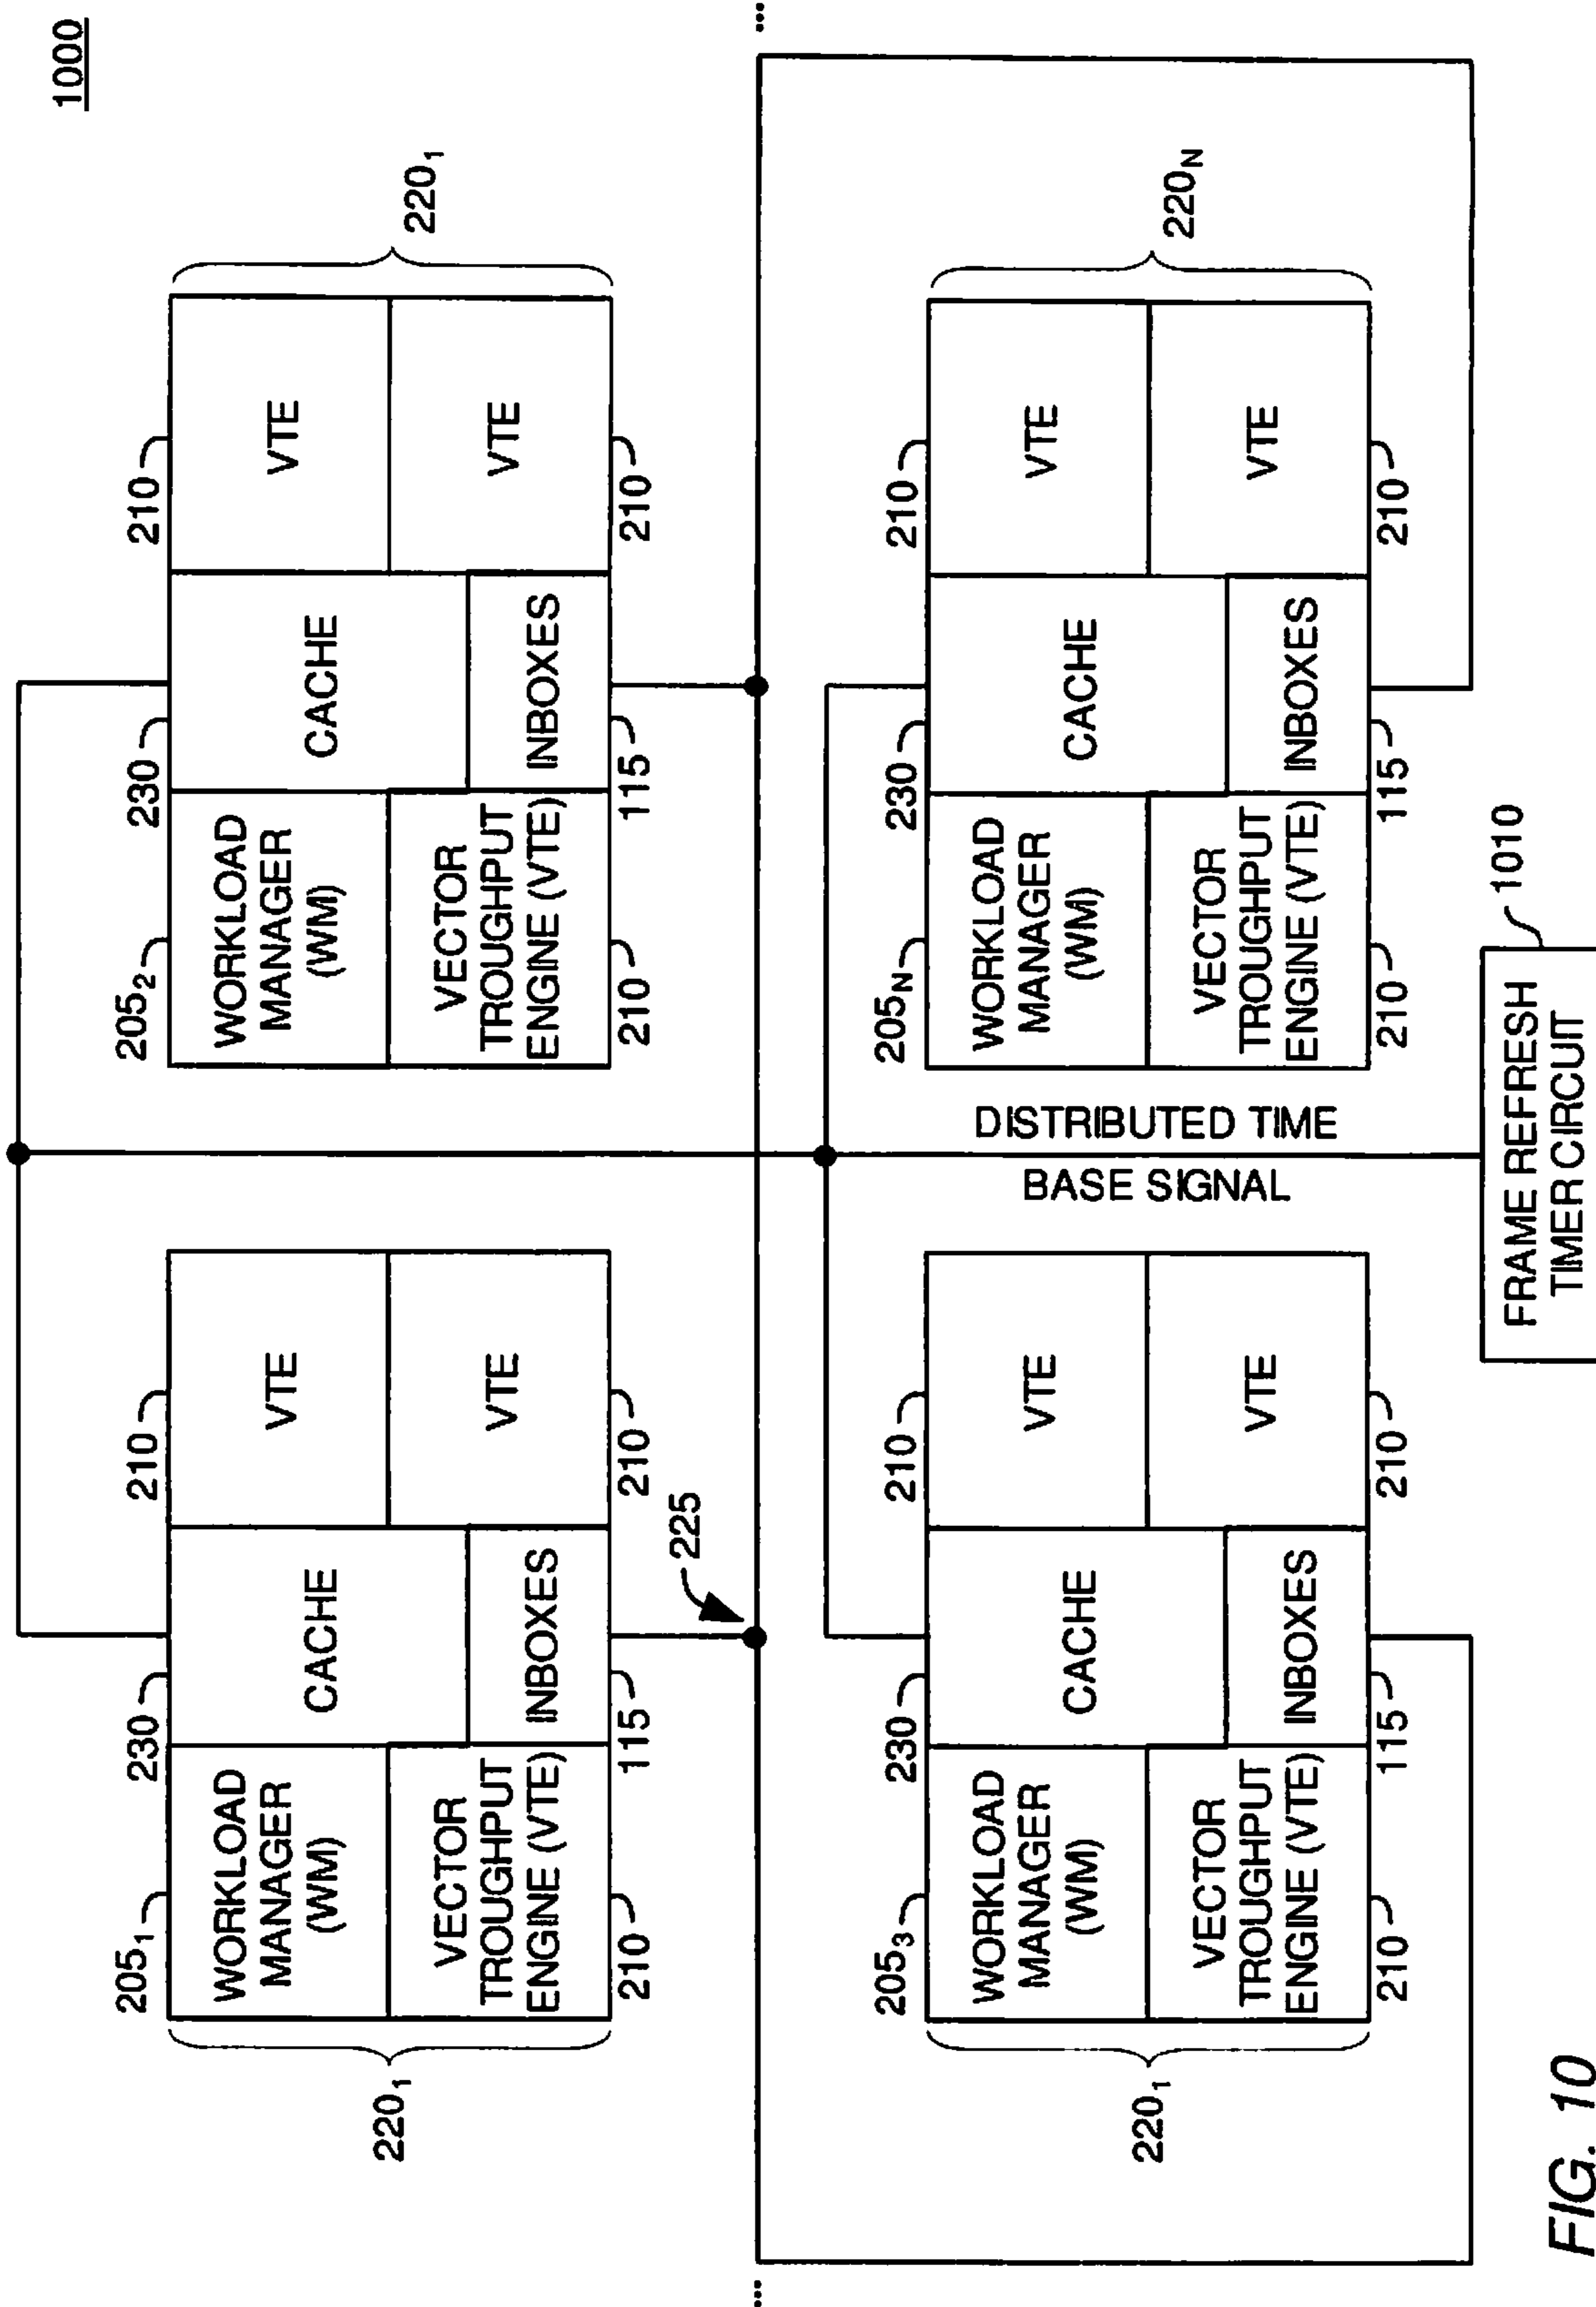 1000
205₁
230
210
WORKLOAD
MANAGER
(WM)
CACHE
VTE
VECTOR
TROUGHPUT
ENGINE (VTE)
INBOXES
VTE
210
115
210
220₁
225
205₂
230
210
WORKLOAD
MANAGER
(WM)
CACHE
VTE
VECTOR
TROUGHPUT
ENGINE (VTE)
INBOXES
VTE
210
115
210
220₁
...
...
205₃
230
210
WORKLOAD
MANAGER
(WM)
CACHE
VTE
VECTOR
TROUGHPUT
ENGINE (VTE)
INBOXES
VTE
210
115
210
220₁
DISTRIBUTED TIME
BASE SIGNAL
205N
230
210
WORKLOAD
MANAGER
(WM)
CACHE
VTE
VECTOR
TROUGHPUT
ENGINE (VTE)
INBOXES
VTE
210
115
210
220N
FRAME REFRESH
TIMER CIRCUIT
1010
FIG. 10